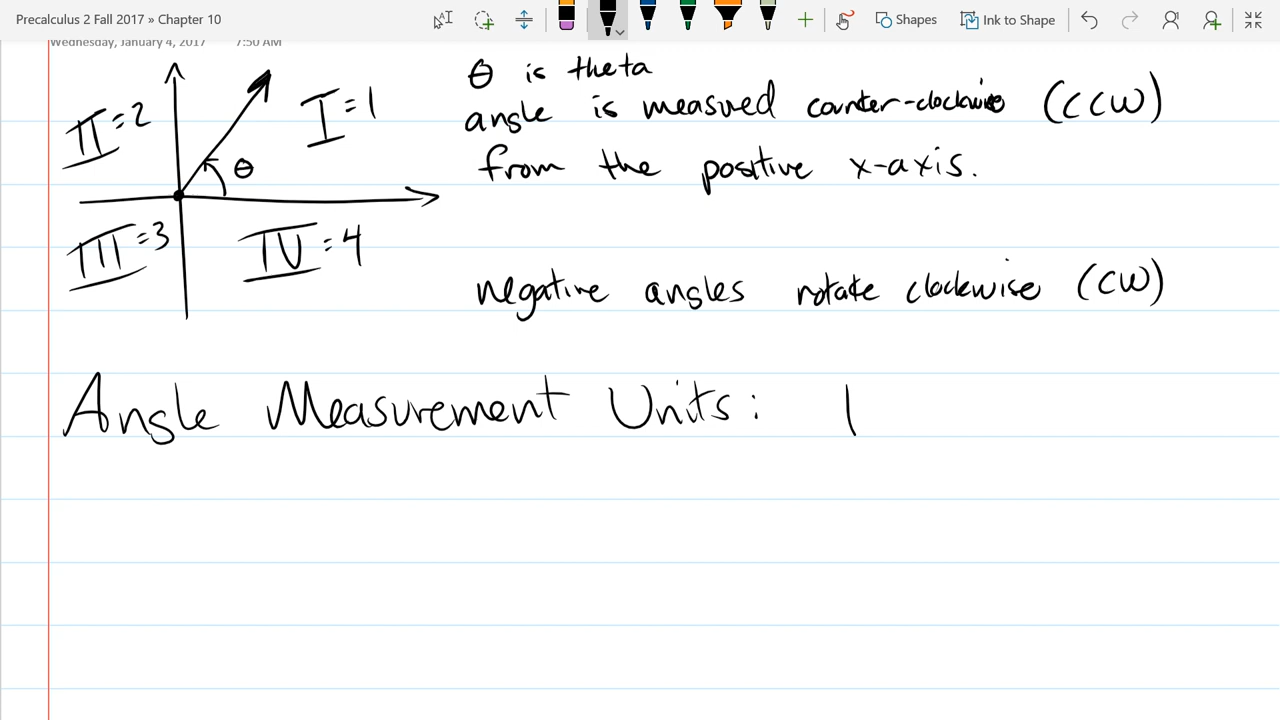 Precalculus 2 Fall 2017 » Chapter 10
Shapes
Ink to Shape
Wednesday, January 4, 2017 7:50 AM
II = 2
I = 1
θ
III = 3
IV = 4
θ is theta
angle is measured counter-clockwise (CCW)
from the positive x-axis.
negative angles rotate clockwise (CW)
Angle Measurement Units: |